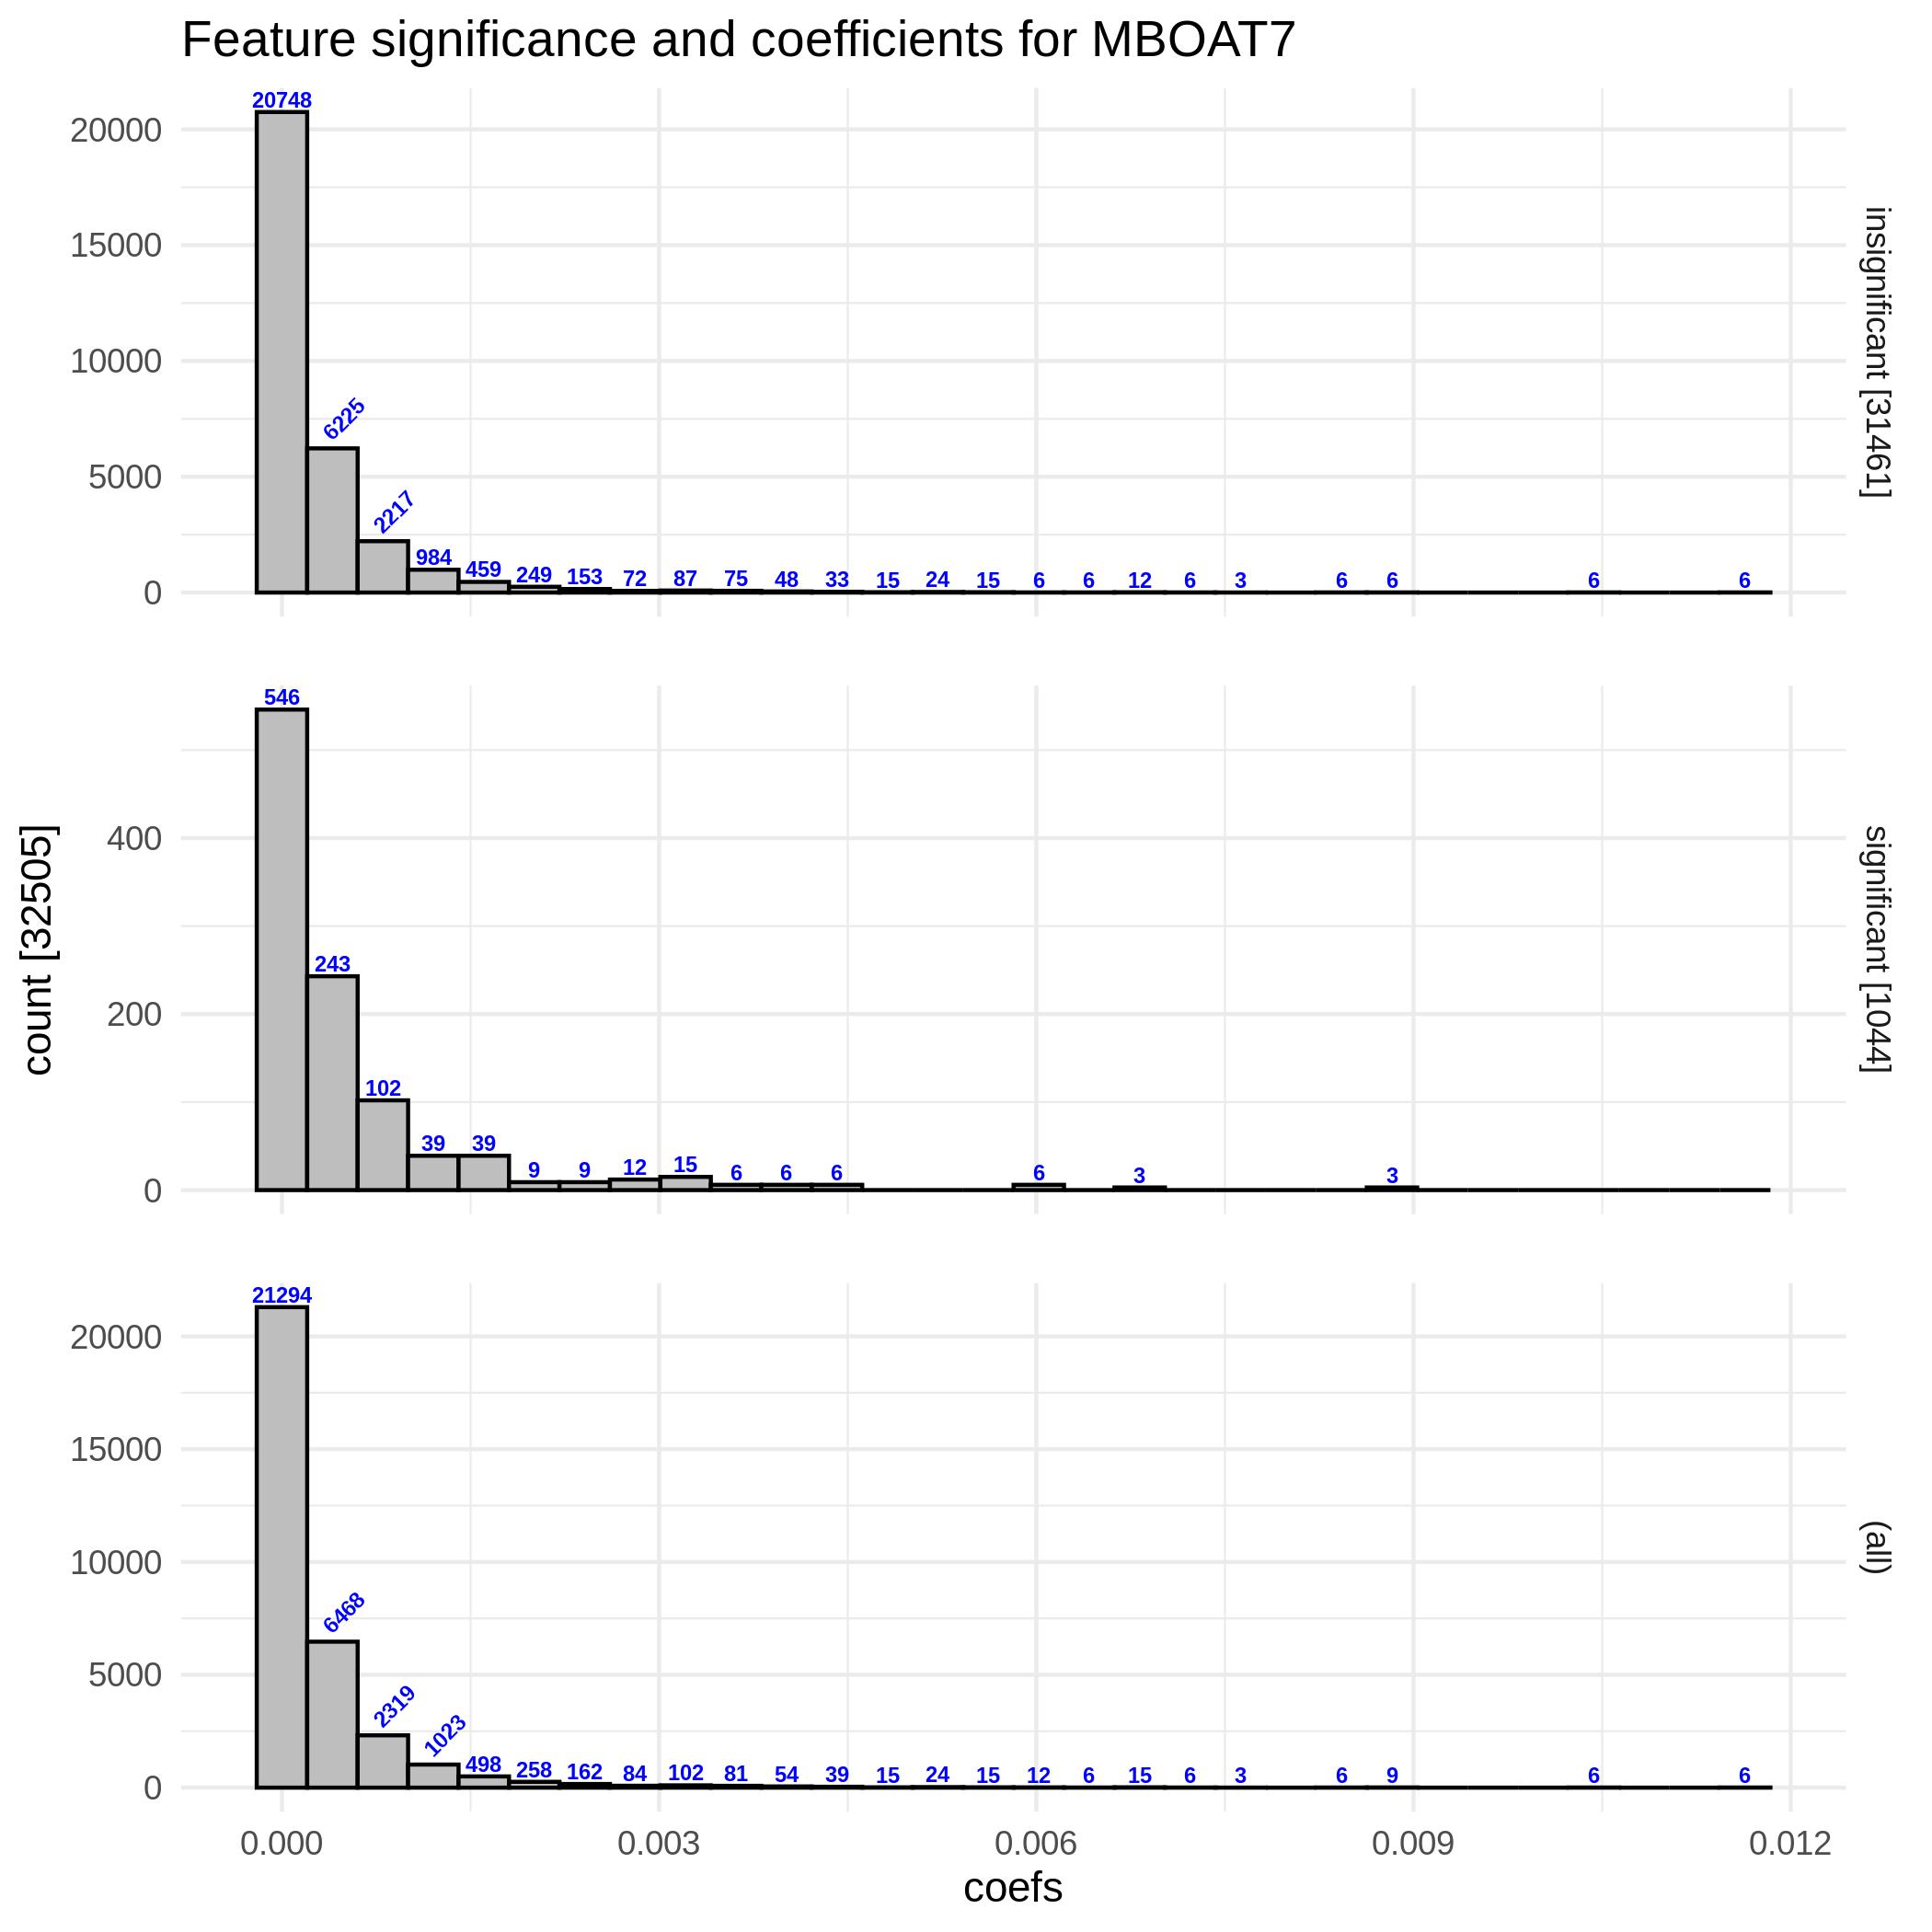 Feature significance and coefficients for MBOAT7
20748
20000
15000
10000
6225
5000
2217
984 459 249 153 72 87 75 48 33 15 24 15 6 6 12 6 3 6 6 6 6
0
insignificant [31461]
546
400
243
200
102
39 39 9 9 12 15 6 6 6 6 3 3
0
significant [1044]
count [32505]
21294
20000
15000
10000
6468
5000
2319
1023
498 258 162 84 102 81 54 39 15 24 15 12 6 15 6 3 6 9 6 6
0
(all)
0.000 0.003 0.006 0.009 0.012
coefs